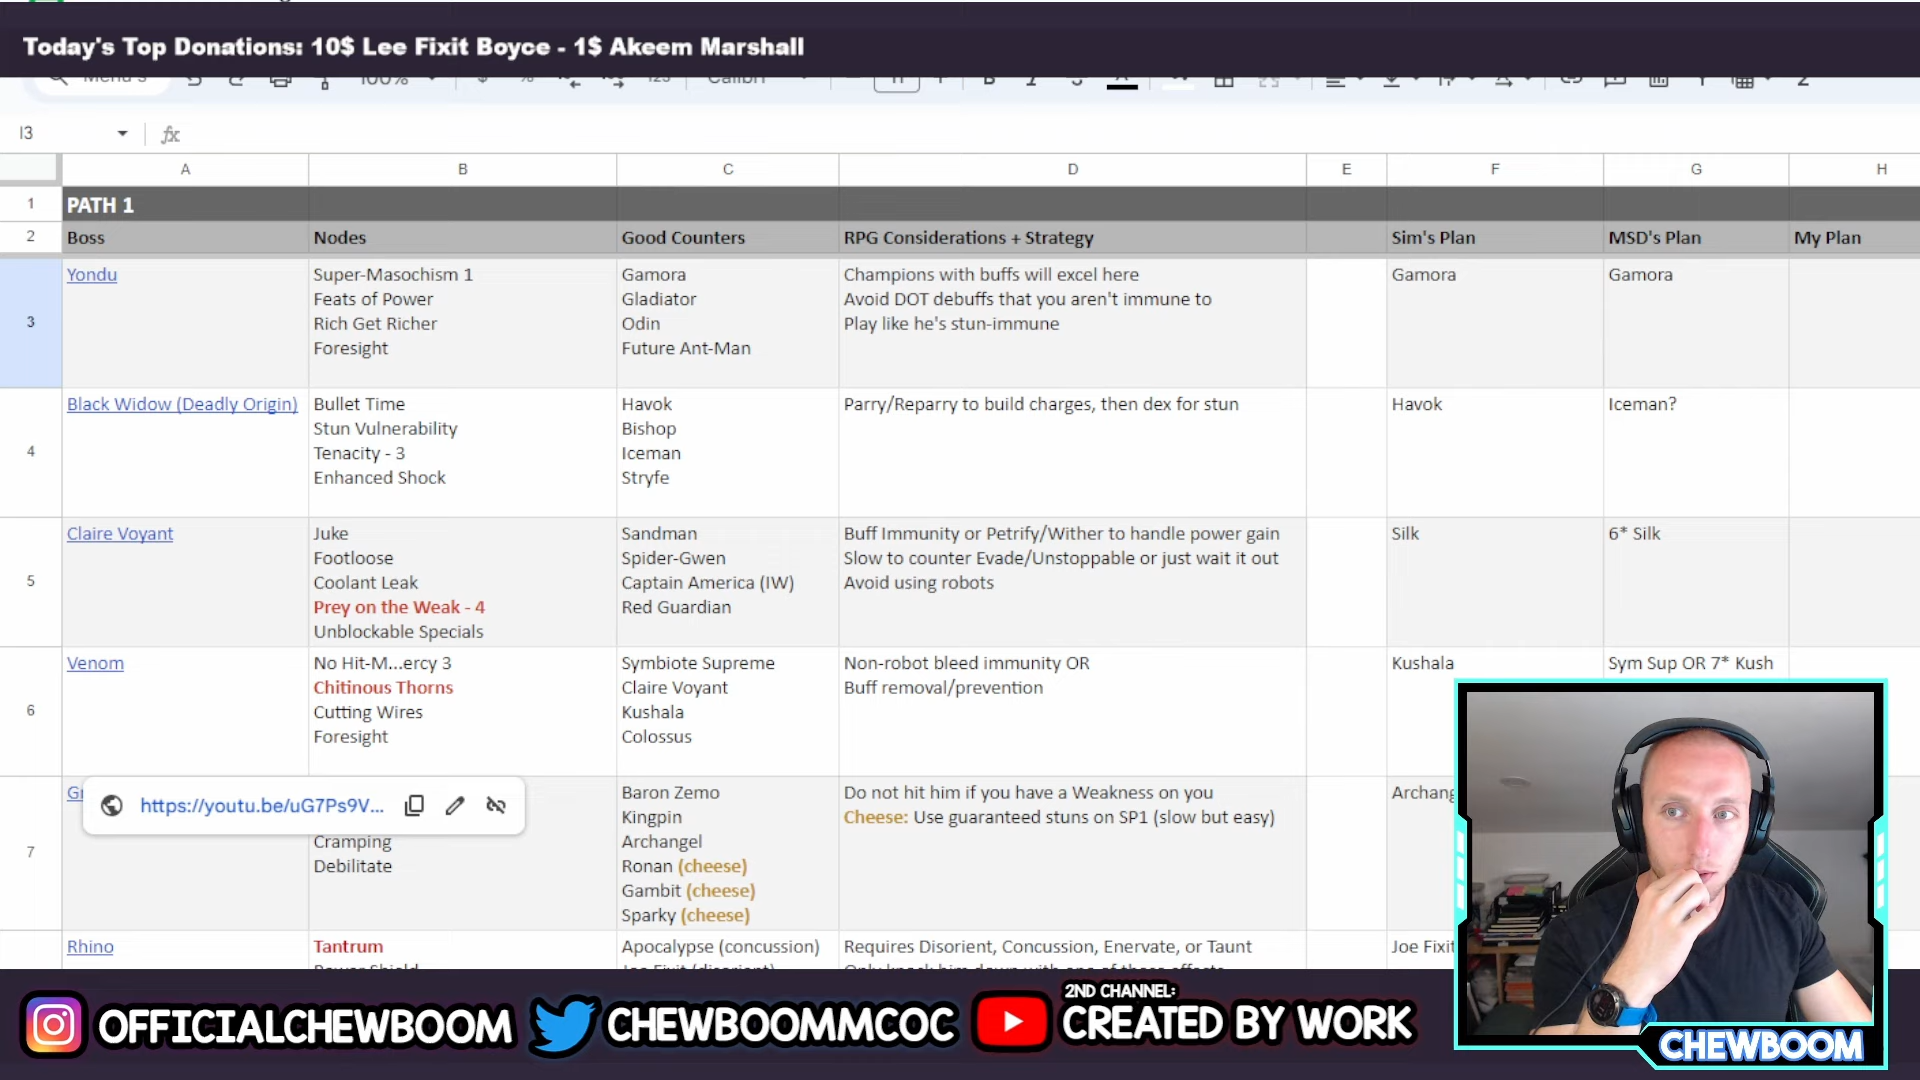 Today's Top Donations: 10$ Lee Fixit Boyce - 1$ Akeem Marshall
Menu's 100% $ % 123 Calibri 11
I3 fx
A B C D E F G H
1 PATH 1
2 Boss Nodes Good Counters RPG Considerations + Strategy Sim's Plan MSD's Plan My Plan
3 Yondu Super-Masochism 1 Gamora Champions with buffs will excel here Gamora Gamora
Feats of Power Gladiator Avoid DOT debuffs that you aren't immune to
Rich Get Richer Odin Play like he's stun-immune
Foresight Future Ant-Man
4 Black Widow (Deadly Origin) Bullet Time Havok Parry/Reparry to build charges, then dex for stun Havok Iceman?
Stun Vulnerability Bishop
Tenacity - 3 Iceman
Enhanced Shock Stryfe
5 Claire Voyant Juke Sandman Buff Immunity or Petrify/Wither to handle power gain Silk 6* Silk
Footloose Spider-Gwen Slow to counter Evade/Unstoppable or just wait it out
Coolant Leak Captain America (IW) Avoid using robots
Prey on the Weak - 4 Red Guardian
Unblockable Specials
6 Venom No Hit-M...ercy 3 Symbiote Supreme Non-robot bleed immunity OR Kushala Sym Sup OR 7* Kush
Chitinous Thorns Claire Voyant Buff removal/prevention
Cutting Wires Kushala
Foresight Colossus
7 Baron Zemo Do not hit him if you have a Weakness on you
https://youtu.be/uG7Ps9V... Kingpin Cheese: Use guaranteed stuns on SP1 (slow but easy)
Cramping Archangel
Debilitate Ronan (cheese)
Gambit (cheese)
Sparky (cheese)
Rhino Tantrum Apocalypse (concussion) Requires Disorient, Concussion, Enervate, or Taunt Joe Fixit
OFFICIALCHEWBOOM CHEWBOOMMCOC 2ND CHANNEL: CREATED BY WORK
CHEWBOOM